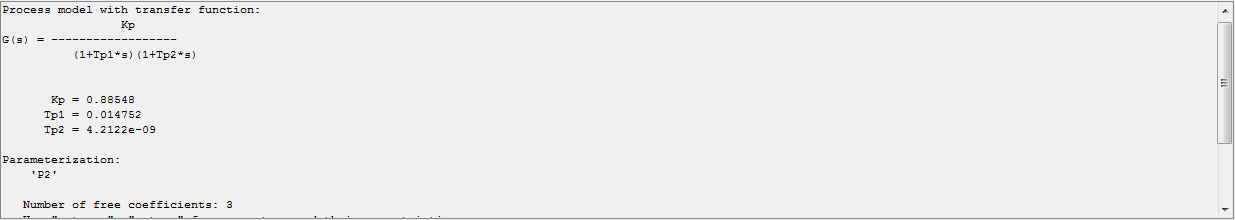 Process model with transfer function:
Kp
G(s) = ------------------
(1+Tp1*s)(1+Tp2*s)
Kp = 0.88548
Tp1 = 0.014752
Tp2 = 4.2122e-09
Parameterization:
'P2'
Number of free coefficients: 3